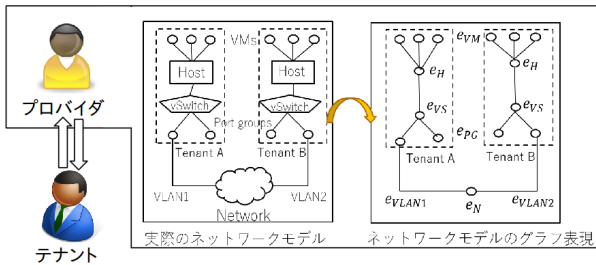 プロバイダ
テナント
VMs
Host
Host
vSwitch
vSwitch
Port groups
Tenant A
Tenant B
VLAN1
VLAN2
Network
実際のネットワークモデル
e_VM
e_H
e_H
e_VS
e_VS
e_PG
Tenant A
Tenant B
e_VLAN1
e_N
e_VLAN2
ネットワークモデルのグラフ表現